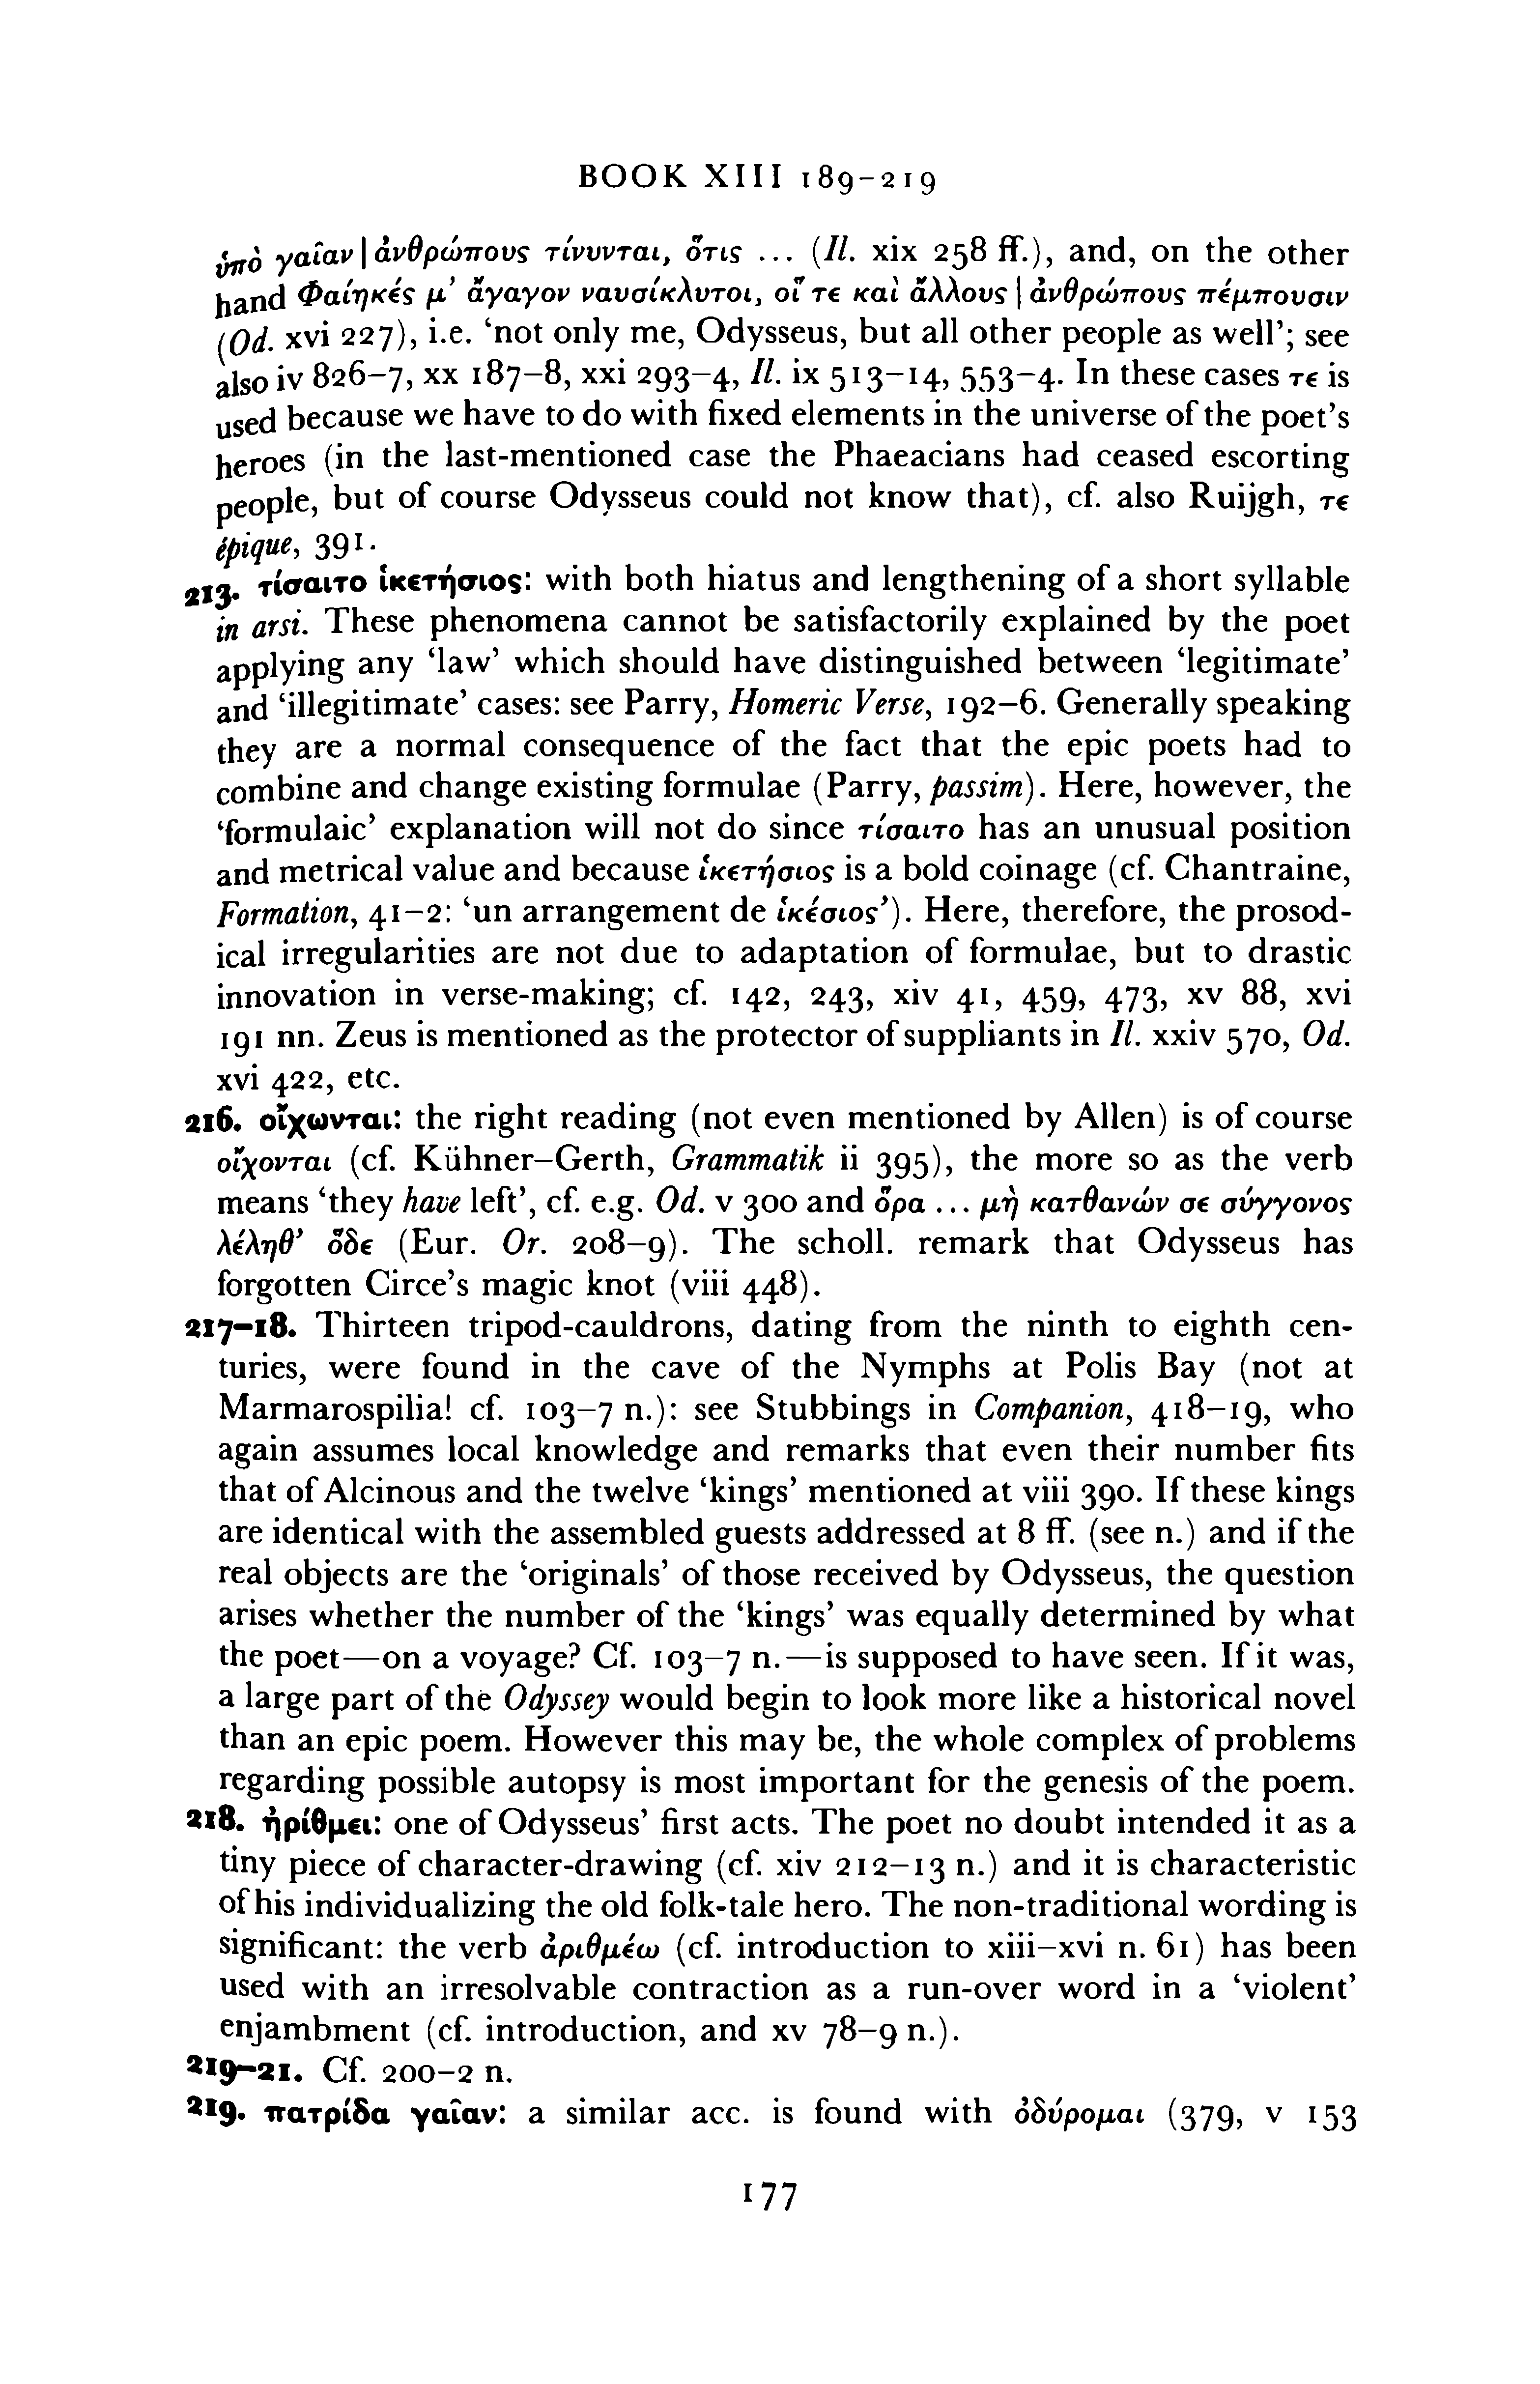 BOOK XIII 189-219
ὑπὸ γαῖαν | ἀνθρώπους τίνυνται, ὅτις ... (Il. xix 258 ff.), and, on the other
hand Φαίηκές μ’ ἄγαγον ναυσίκλυτοι, οἵ τε καὶ ἄλλους | ἀνθρώπους πέμπουσιν
(Od. xvi 227), i.e. ‘not only me, Odysseus, but all other people as well’; see
also iv 826–7, xx 187–8, xxi 293–4, Il. ix 513–14, 553–4. In these cases τε is
used because we have to do with fixed elements in the universe of the poet’s
heroes (in the last-mentioned case the Phaeacians had ceased escorting
people, but of course Odysseus could not know that), cf. also Ruijgh, τε
épique, 391.
213. τίσαιτο ἱκετήσιος: with both hiatus and lengthening of a short syllable
in arsi. These phenomena cannot be satisfactorily explained by the poet
applying any ‘law’ which should have distinguished between ‘legitimate’
and ‘illegitimate’ cases: see Parry, Homeric Verse, 192–6. Generally speaking
they are a normal consequence of the fact that the epic poets had to
combine and change existing formulae (Parry, passim). Here, however, the
‘formulaic’ explanation will not do since τίσαιτο has an unusual position
and metrical value and because ἱκετήσιος is a bold coinage (cf. Chantraine,
Formation, 41–2: ‘un arrangement de ἱκέσιος’). Here, therefore, the prosod-
ical irregularities are not due to adaptation of formulae, but to drastic
innovation in verse-making; cf. 142, 243, xiv 41, 459, 473, xv 88, xvi
191 nn. Zeus is mentioned as the protector of suppliants in Il. xxiv 570, Od.
xvi 422, etc.
216. οἴχωνται: the right reading (not even mentioned by Allen) is of course
οἴχονται (cf. Kühner–Gerth, Grammatik ii 395), the more so as the verb
means ‘they have left’, cf. e.g. Od. v 300 and ὅρα ... μὴ κατθανών σε σύγγονος
λέληθ’ ὅδε (Eur. Or. 208–9). The scholl. remark that Odysseus has
forgotten Circe’s magic knot (viii 448).
217–18. Thirteen tripod-cauldrons, dating from the ninth to eighth cen-
turies, were found in the cave of the Nymphs at Polis Bay (not at
Marmarospilia! cf. 103–7 n.): see Stubbings in Companion, 418–19, who
again assumes local knowledge and remarks that even their number fits
that of Alcinous and the twelve ‘kings’ mentioned at viii 390. If these kings
are identical with the assembled guests addressed at 8 ff. (see n.) and if the
real objects are the ‘originals’ of those received by Odysseus, the question
arises whether the number of the ‘kings’ was equally determined by what
the poet—on a voyage? Cf. 103–7 n.—is supposed to have seen. If it was,
a large part of the Odyssey would begin to look more like a historical novel
than an epic poem. However this may be, the whole complex of problems
regarding possible autopsy is most important for the genesis of the poem.
218. ἠρίθμει: one of Odysseus’ first acts. The poet no doubt intended it as a
tiny piece of character-drawing (cf. xiv 212–13 n.) and it is characteristic
of his individualizing the old folk-tale hero. The non-traditional wording is
significant: the verb ἀριθμέω (cf. introduction to xiii–xvi n. 61) has been
used with an irresolvable contraction as a run-over word in a ‘violent’
enjambment (cf. introduction, and xv 78–9 n.).
219–21. Cf. 200–2 n.
219. πατρίδα γαῖαν: a similar acc. is found with ὀδύρομαι (379, v 153
177